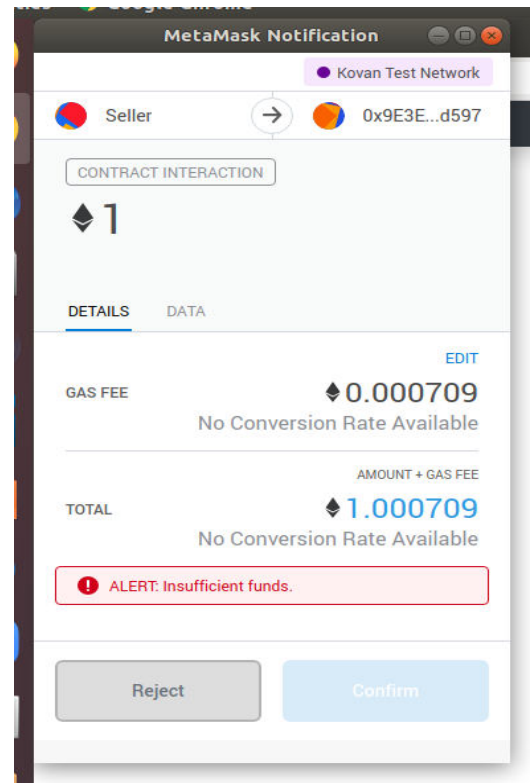 MetaMask Notification
Kovan Test Network
Seller
0x9E3E...d597
CONTRACT INTERACTION
1
DETAILS DATA
EDIT
GAS FEE
0.000709
No Conversion Rate Available
AMOUNT + GAS FEE
TOTAL
1.000709
No Conversion Rate Available
ALERT: Insufficient funds.
Reject
Confirm